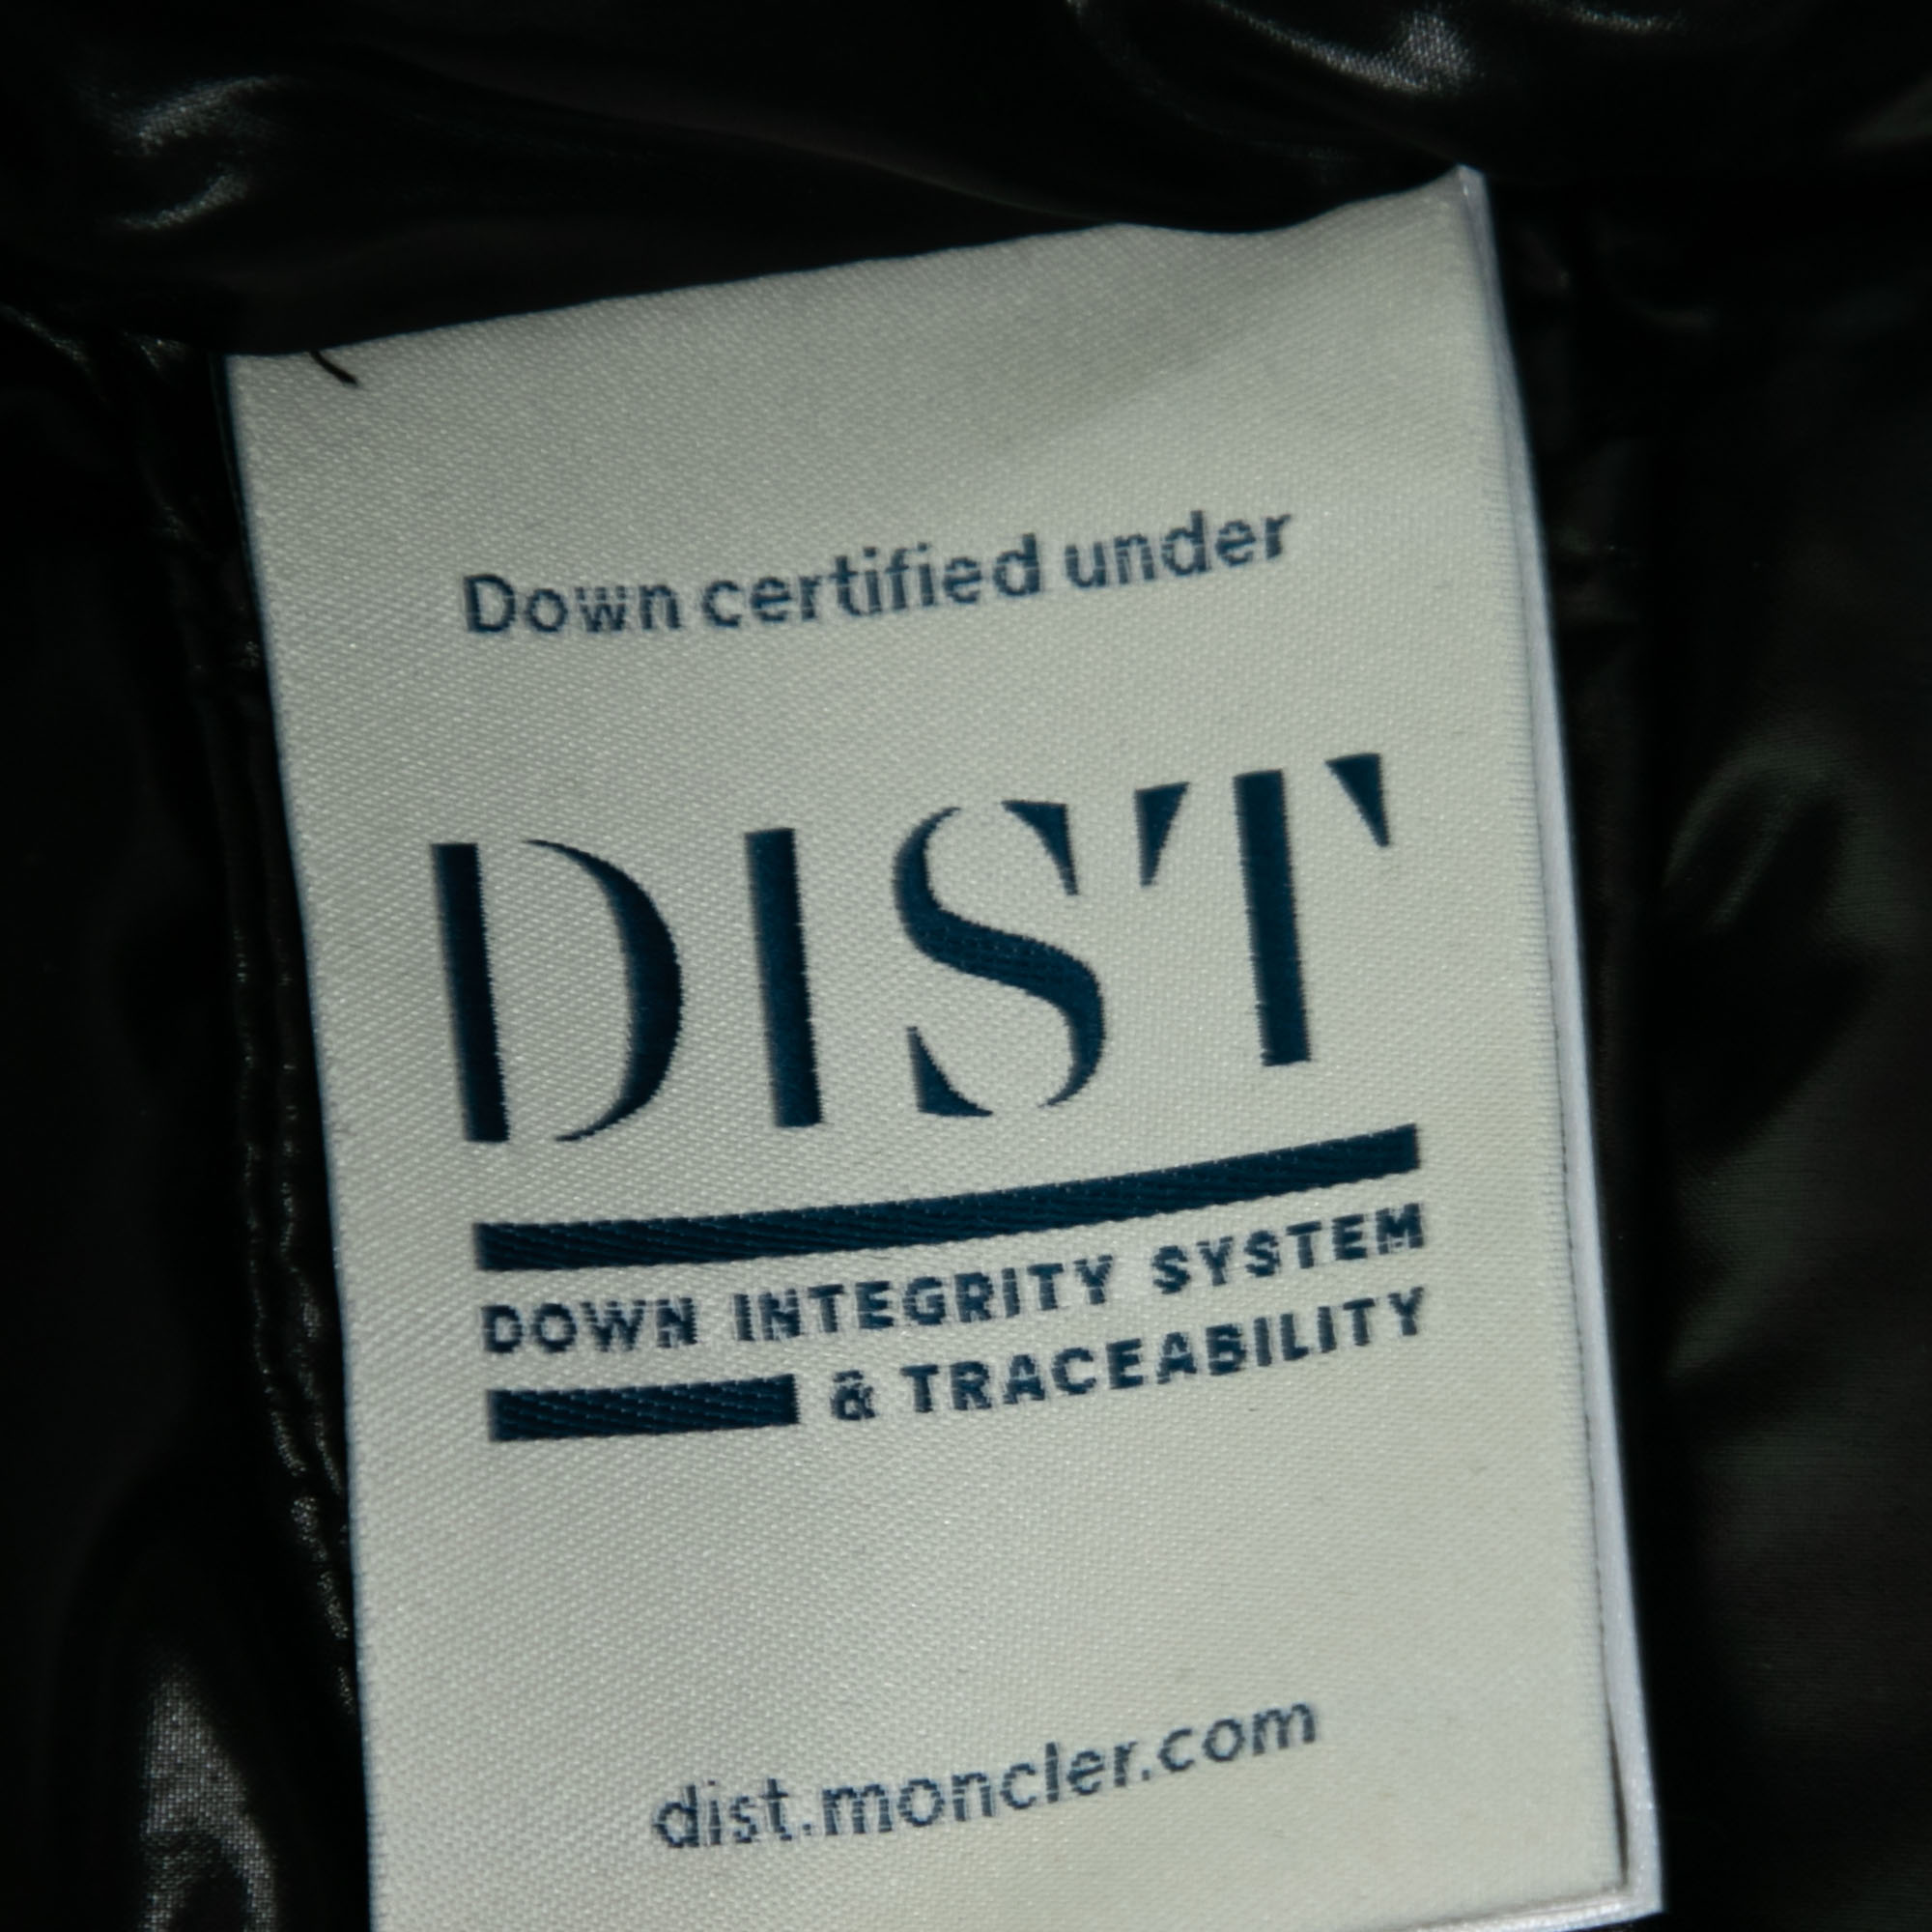 Down certified under
DIST
DOWN INTEGRITY SYSTEM
& TRACEABILITY
dist.moncler.com